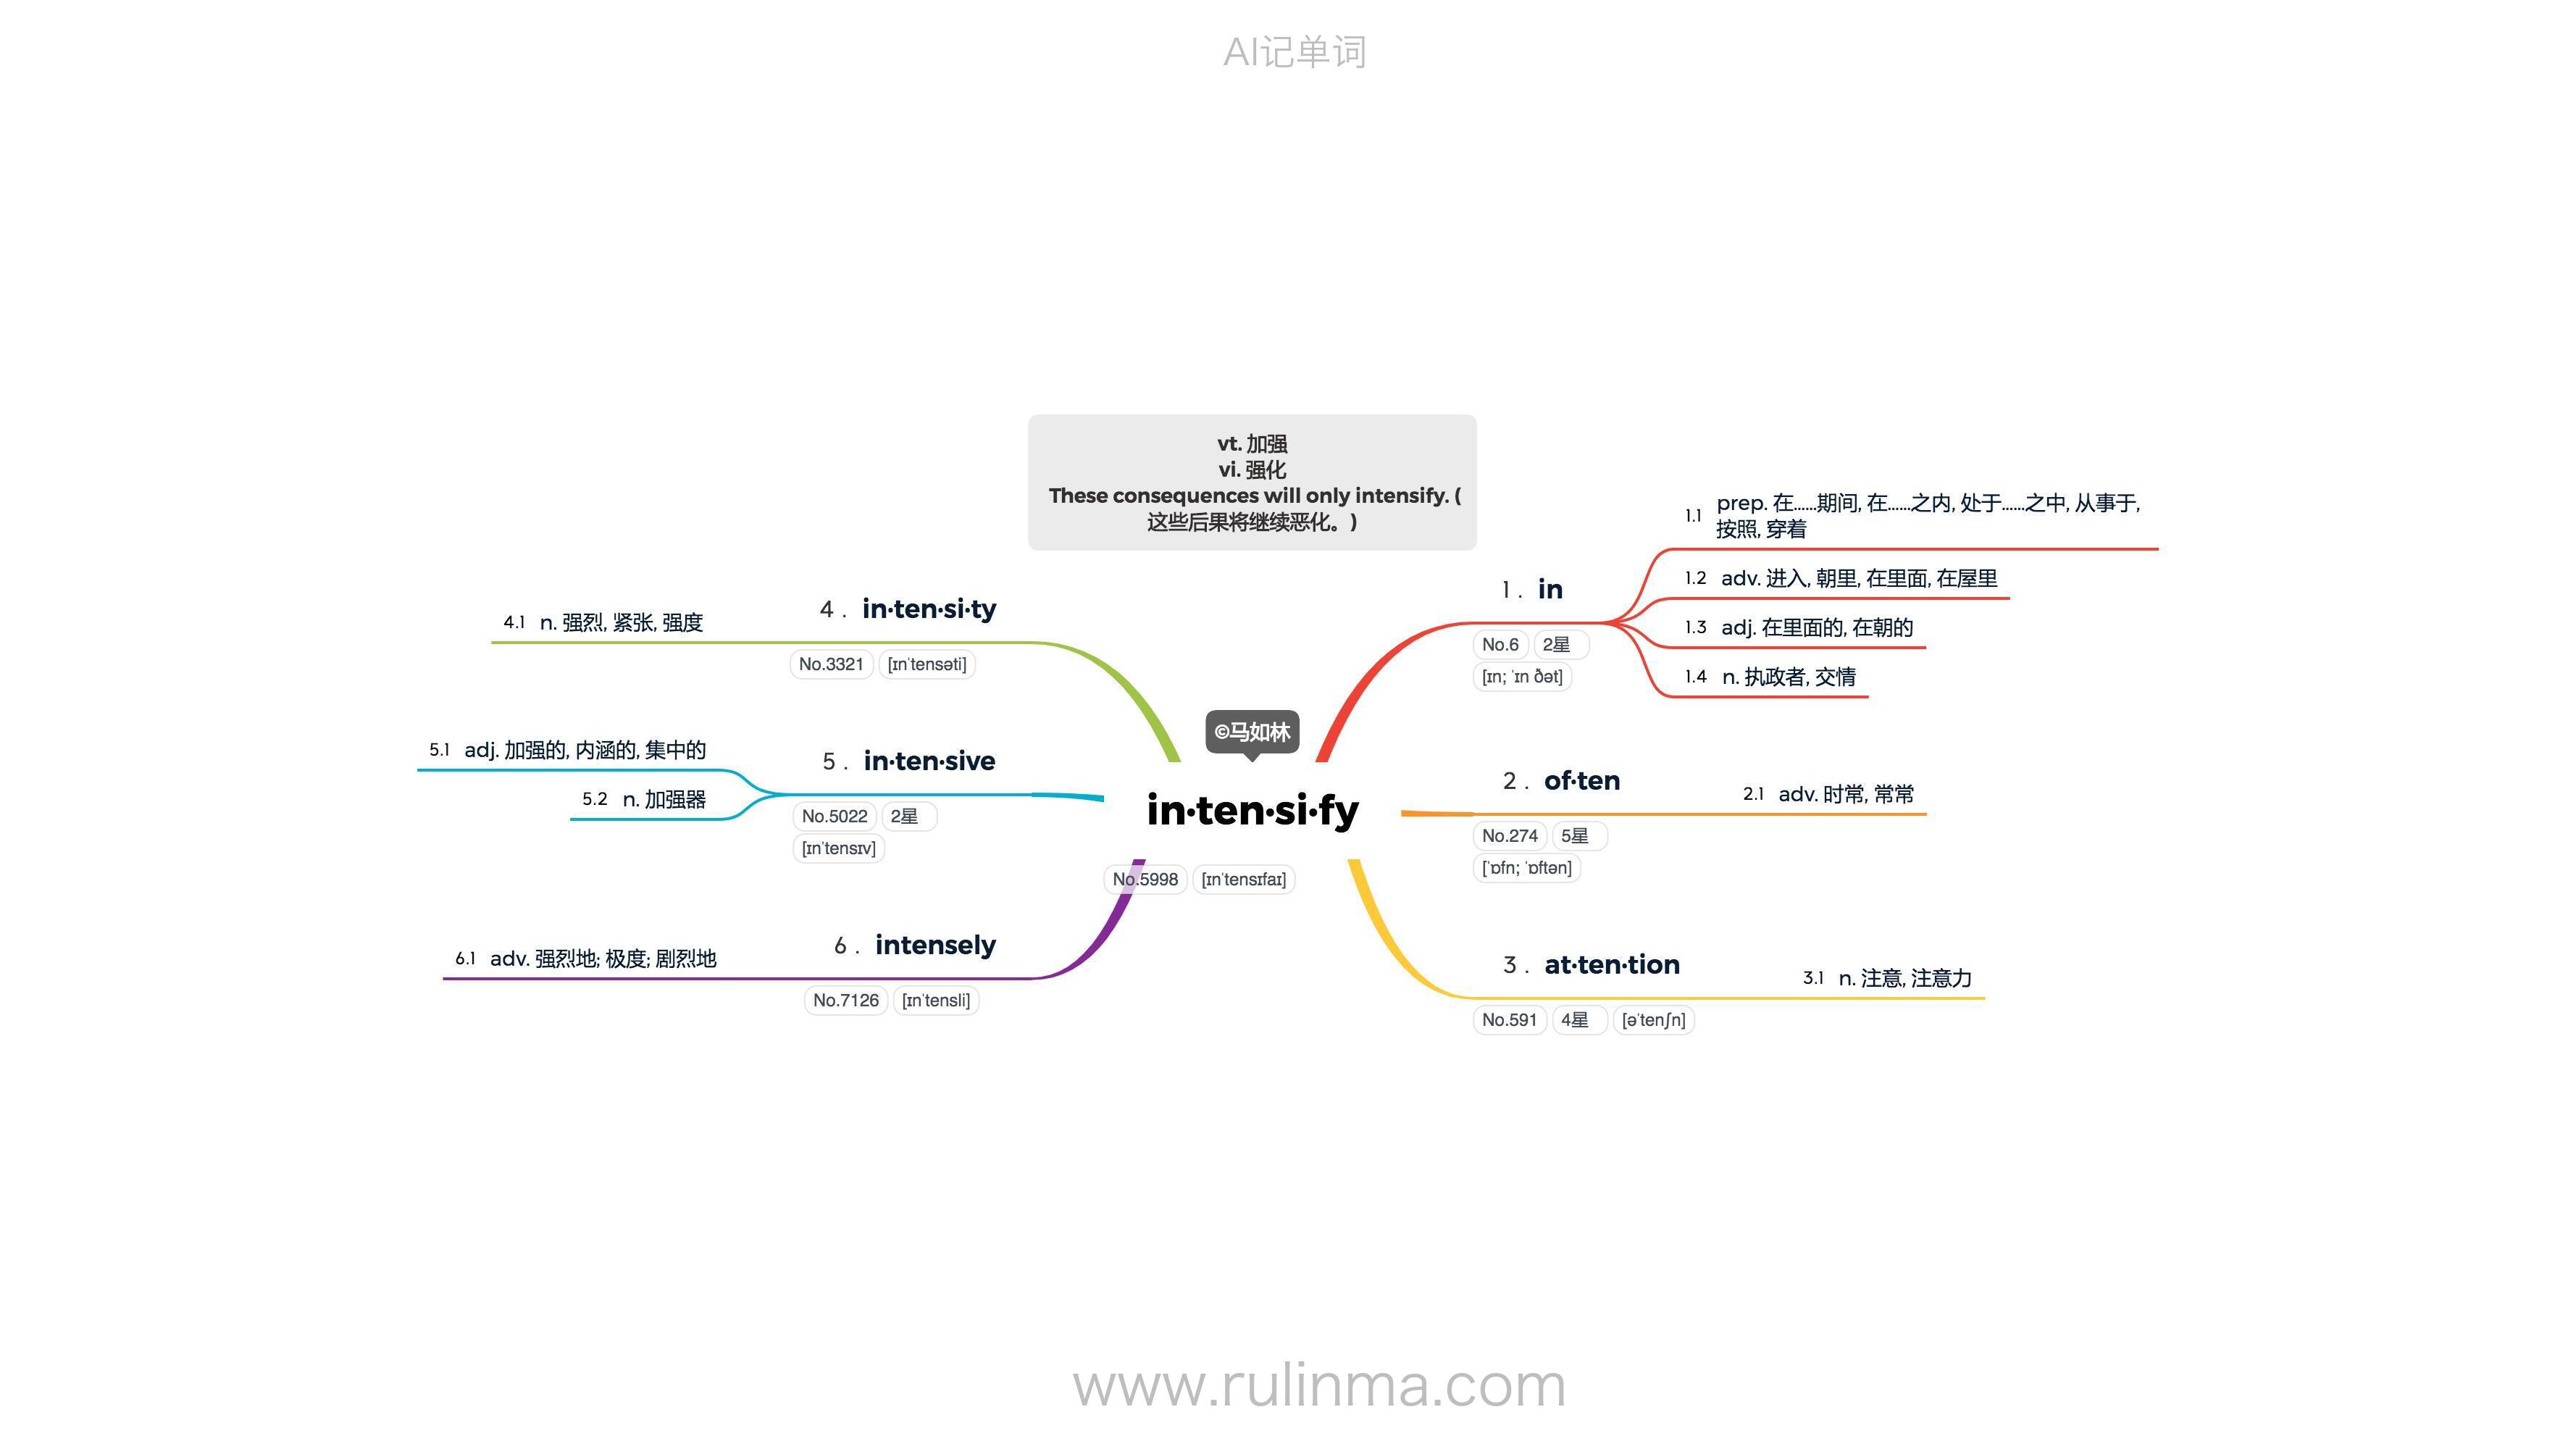 AI记单词
vt. 加强
vi. 强化
These consequences will only intensify. (
这些后果将继续恶化。)
©马如林
in·ten·si·fy
No.5998 [ɪnˈtensɪfaɪ]
1 . in
No.6 2星
[ɪn; ˈɪn ðət]
1.1 prep. 在……期间, 在……之内, 处于……之中, 从事于,
按照, 穿着
1.2 adv. 进入, 朝里, 在里面, 在屋里
1.3 adj. 在里面的, 在朝的
1.4 n. 执政者, 交情
2 . of·ten
No.274 5星
[ˈɒfn; ˈɒftən]
2.1 adv. 时常, 常常
3 . at·ten·tion
No.591 4星 [əˈtenʃn]
3.1 n. 注意, 注意力
4 . in·ten·si·ty
No.3321 [ɪnˈtensəti]
4.1 n. 强烈, 紧张, 强度
5 . in·ten·sive
No.5022 2星
[ɪnˈtensɪv]
5.1 adj. 加强的, 内涵的, 集中的
5.2 n. 加强器
6 . intensely
No.7126 [ɪnˈtensli]
6.1 adv. 强烈地; 极度; 剧烈地
www.rulinma.com